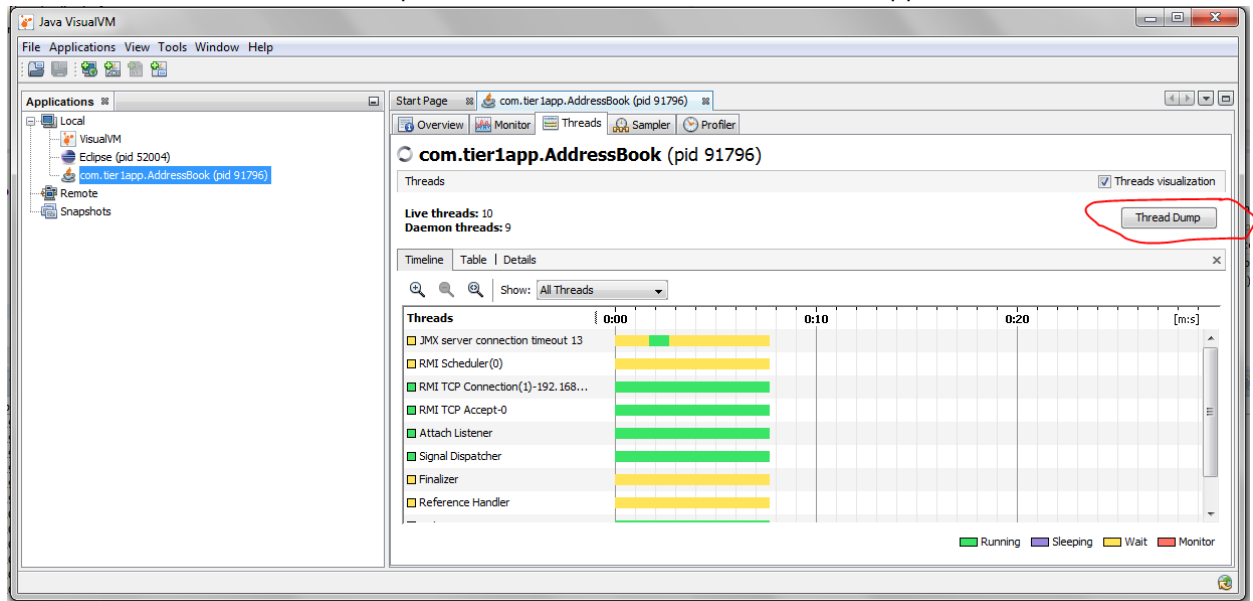 Java VisualVM
File Applications View Tools Window Help
Applications
Local
VisualVM
Eclipse (pid 52004)
com.tier1app.AddressBook (pid 91796)
Remote
Snapshots
Start Page com.tier1app.AddressBook (pid 91796)
Overview Monitor Threads Sampler Profiler
com.tier1app.AddressBook (pid 91796)
Threads Threads visualization
Live threads: 10
Daemon threads: 9
Thread Dump
Timeline Table Details
Show: All Threads
Threads 0:00 0:10 0:20 [m:s]
JMX server connection timeout 13
RMI Scheduler(0)
RMI TCP Connection(1)-192.168...
RMI TCP Accept-0
Attach Listener
Signal Dispatcher
Finalizer
Reference Handler
Running Sleeping Wait Monitor